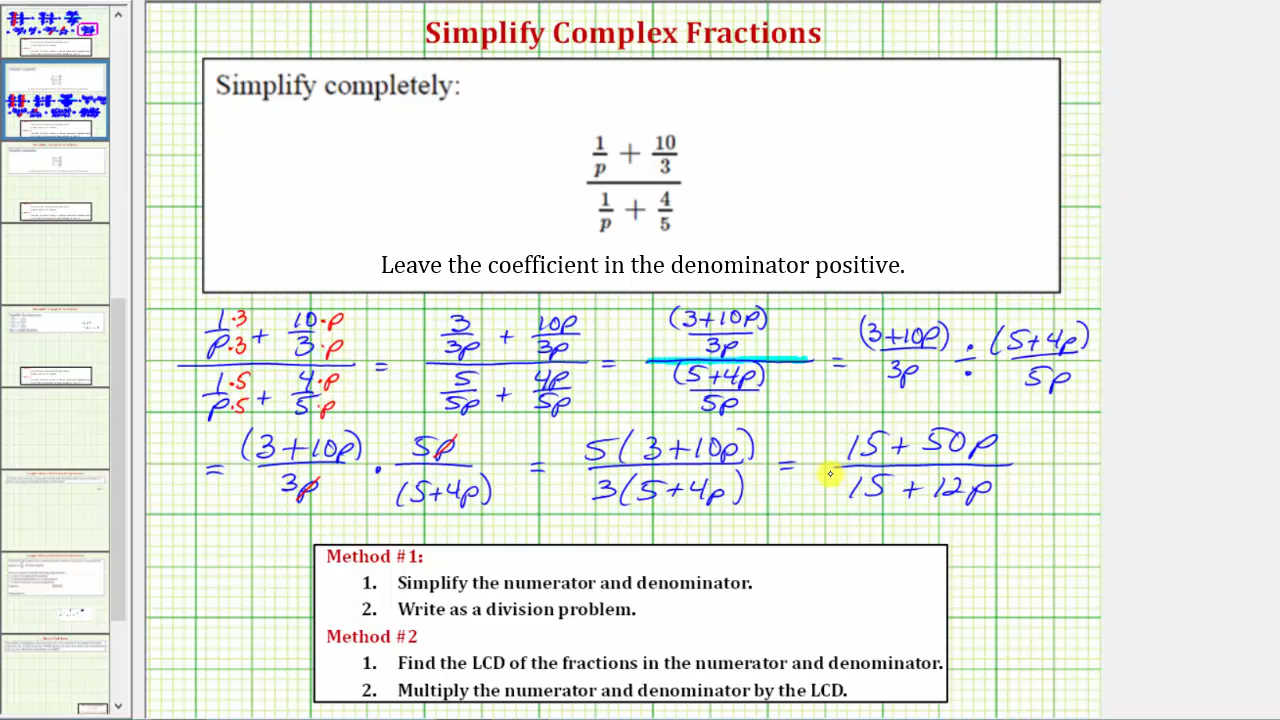 Simplify Complex Fractions
Simplify completely:
1/p + 10/3
1/p + 4/5
Leave the coefficient in the denominator positive.
(1·3)/(p·3) + (10·p)/(3·p) = 3/3p + 10p/3p = (3+10p)/3p = (3+10p)/3p ÷ (5+4p)/5p
(1·5)/(p·5) + (4·p)/(5·p) 5/5p + 4p/5p (5+4p)/5p
= (3+10p)/3p · 5p/(5+4p) = 5(3+10p)/3(5+4p) = 15+50p/15+12p
Method #1:
1. Simplify the numerator and denominator.
2. Write as a division problem.
Method #2
1. Find the LCD of the fractions in the numerator and denominator.
2. Multiply the numerator and denominator by the LCD.